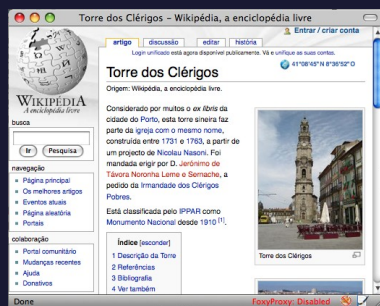 Torre dos Clérigos – Wikipédia, a enciclopédia livre
Entrar / criar conta
artigo discussão editar história
Login unificado está agora disponível publicamente. Vá e unifique as suas contas.
Torre dos Clérigos
Origem: Wikipédia, a enciclopédia livre.
WIKIPÉDIA
A enciclopédia livre
busca
Ir Pesquisa
navegação
Página principal
Os melhores artigos
Eventos atuais
Página aleatória
Portais
colaboração
Portal comunitário
Mudanças recentes
Ajuda
Donativos
Considerado por muitos o ex libris da
cidade do Porto, esta torre sineira faz
parte da igreja com o mesmo nome,
construída entre 1731 e 1763, a partir de
um projecto de Nicolau Nasoni. Foi
mandada erigir por D. Jerónimo de
Távora Noronha Leme e Sernache, a
pedido da Irmandade dos Clérigos
Pobres.
Está classificada pelo IPPAR como
Monumento Nacional desde 1910 [1].
Índice [esconder]
1 Descrição da Torre
2 Referências
3 Bibliografia
4 Ver também
Torre dos Clérigos
Done
FoxyProxy: Disabled